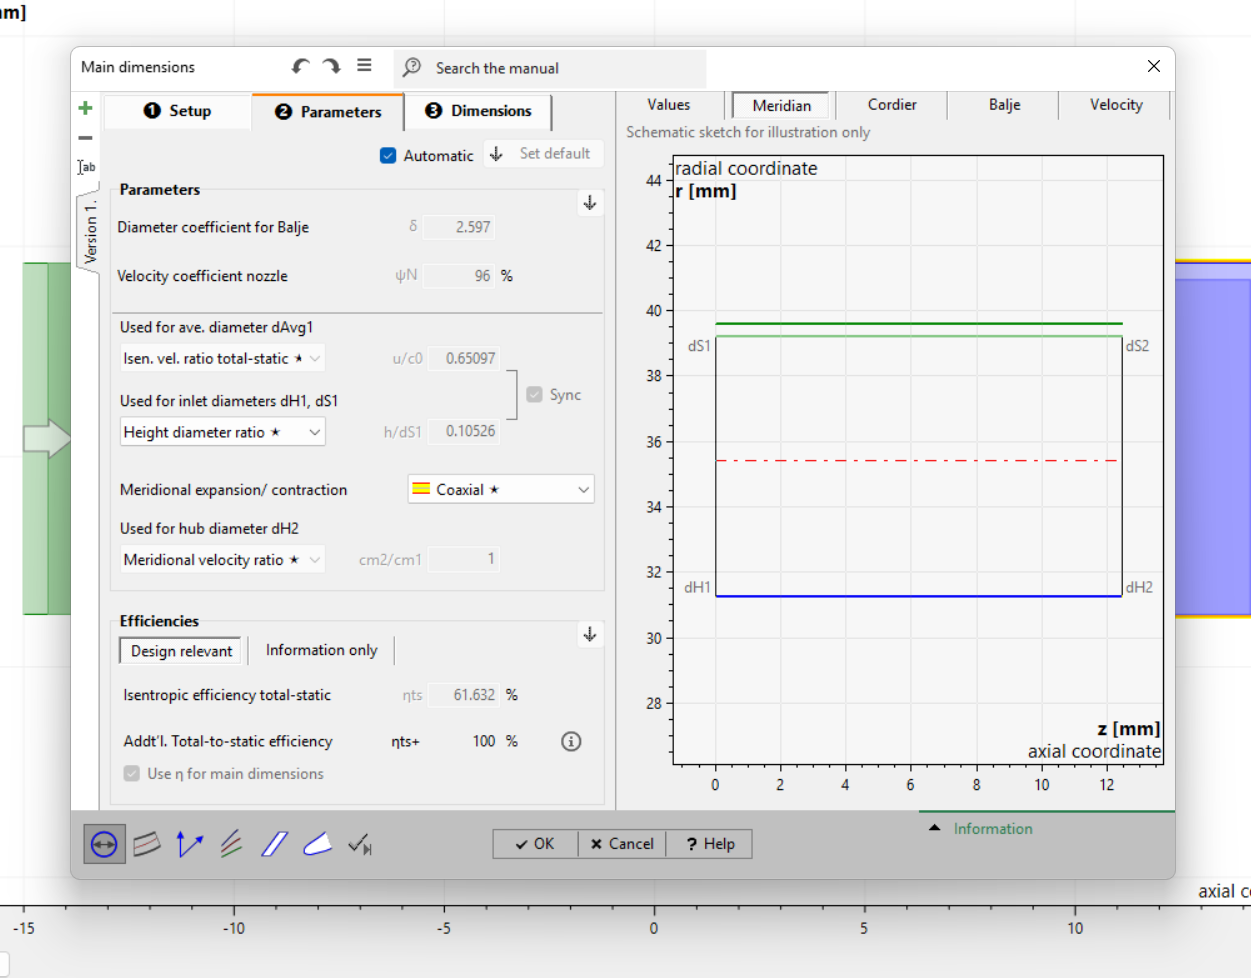 mm]
Main dimensions
Search the manual
1 Setup
2 Parameters
3 Dimensions
Values
Meridian
Cordier
Balje
Velocity
ab
Version 1.
Automatic
Set default
Parameters
Diameter coefficient for Balje δ 2.597
Velocity coefficient nozzle ψN 96 %
Used for ave. diameter dAvg1
Isen. vel. ratio total-static ★ u/c0 0.65097
Sync
Used for inlet diameters dH1, dS1
Height diameter ratio ★ h/dS1 0.10526
Meridional expansion/ contraction Coaxial ★
Used for hub diameter dH2
Meridional velocity ratio ★ cm2/cm1 1
Efficiencies
Design relevant
Information only
Isentropic efficiency total-static ηts 61.632 %
Addt'l. Total-to-static efficiency ηts+ 100 %
Use η for main dimensions
Schematic sketch for illustration only
radial coordinate
r [mm]
44
42
40
38
36
34
32
30
28
dS1
dS2
dH1
dH2
z [mm]
axial coordinate
0 2 4 6 8 10 12
OK
Cancel
? Help
Information
axial c
-15 -10 -5 0 5 10